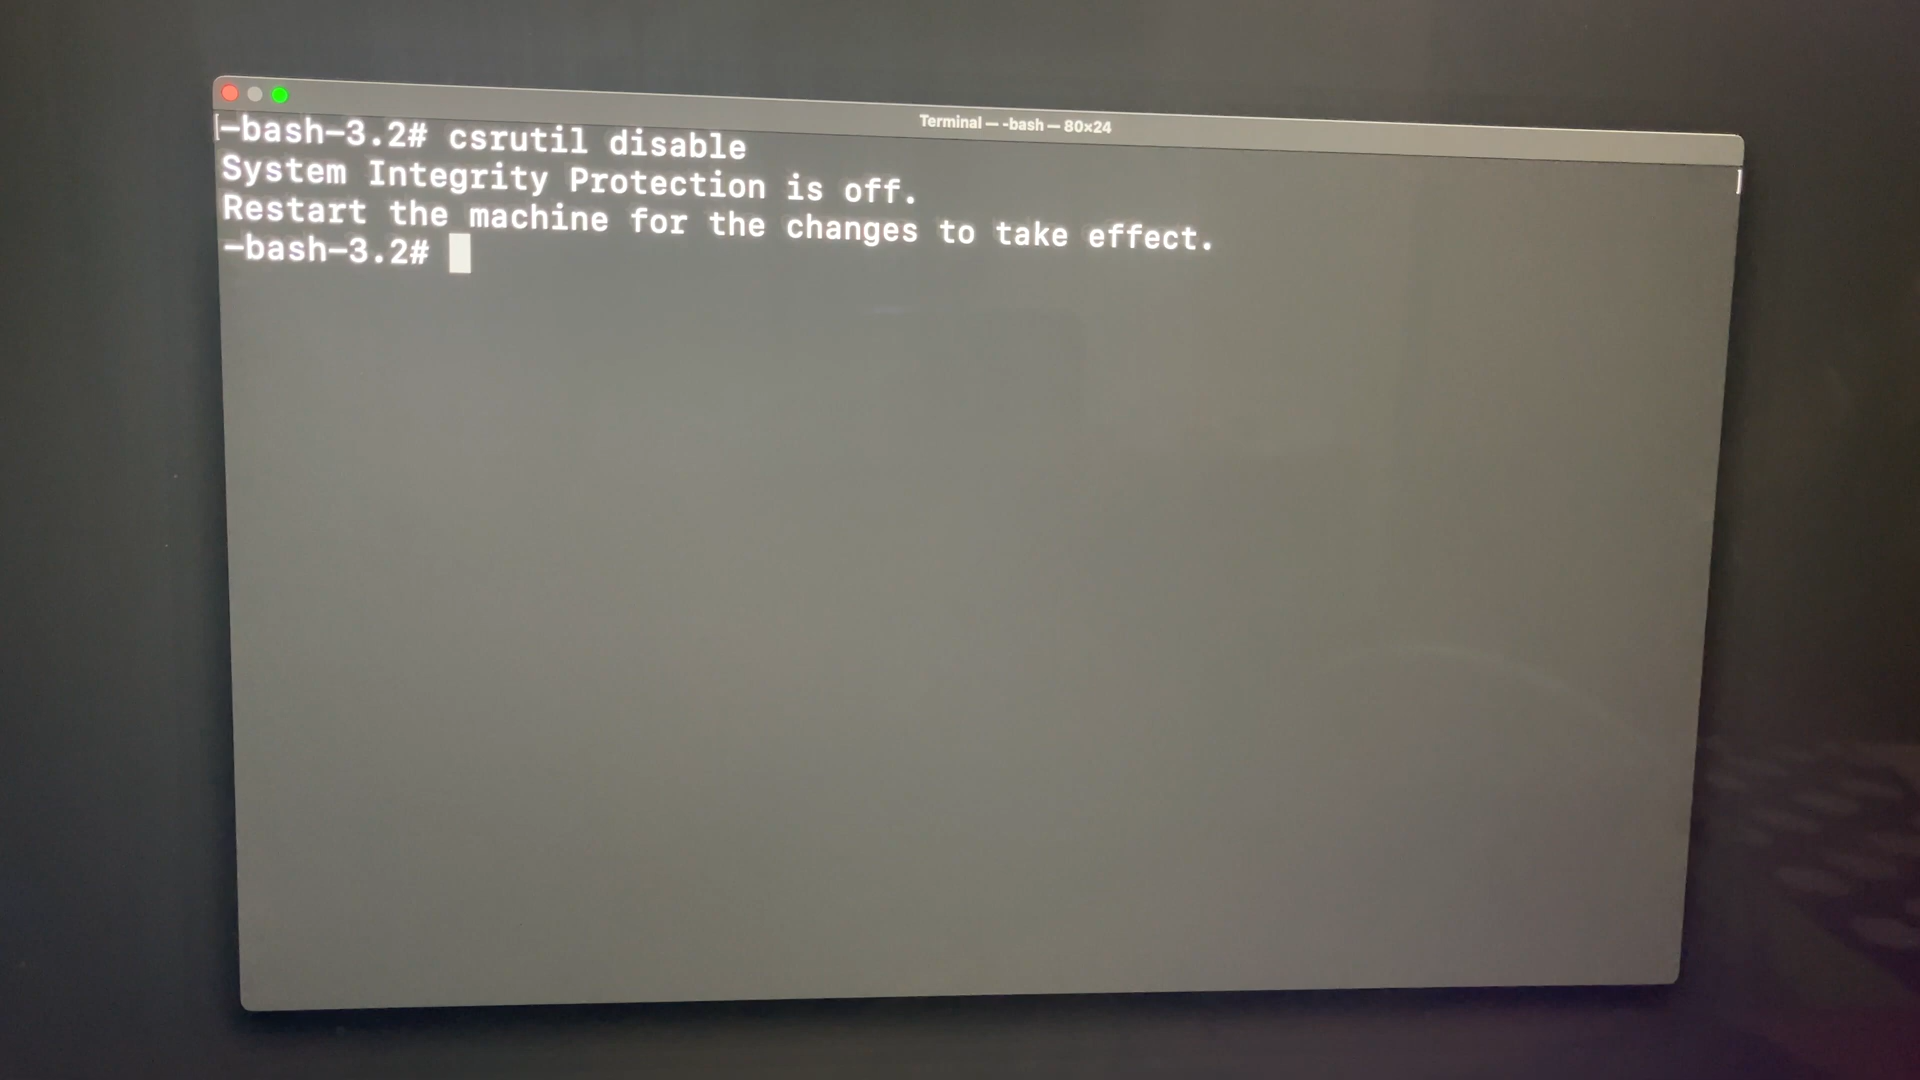 Terminal — -bash — 80×24
[-bash-3.2# csrutil disable ]
System Integrity Protection is off.
Restart the machine for the changes to take effect.
-bash-3.2#